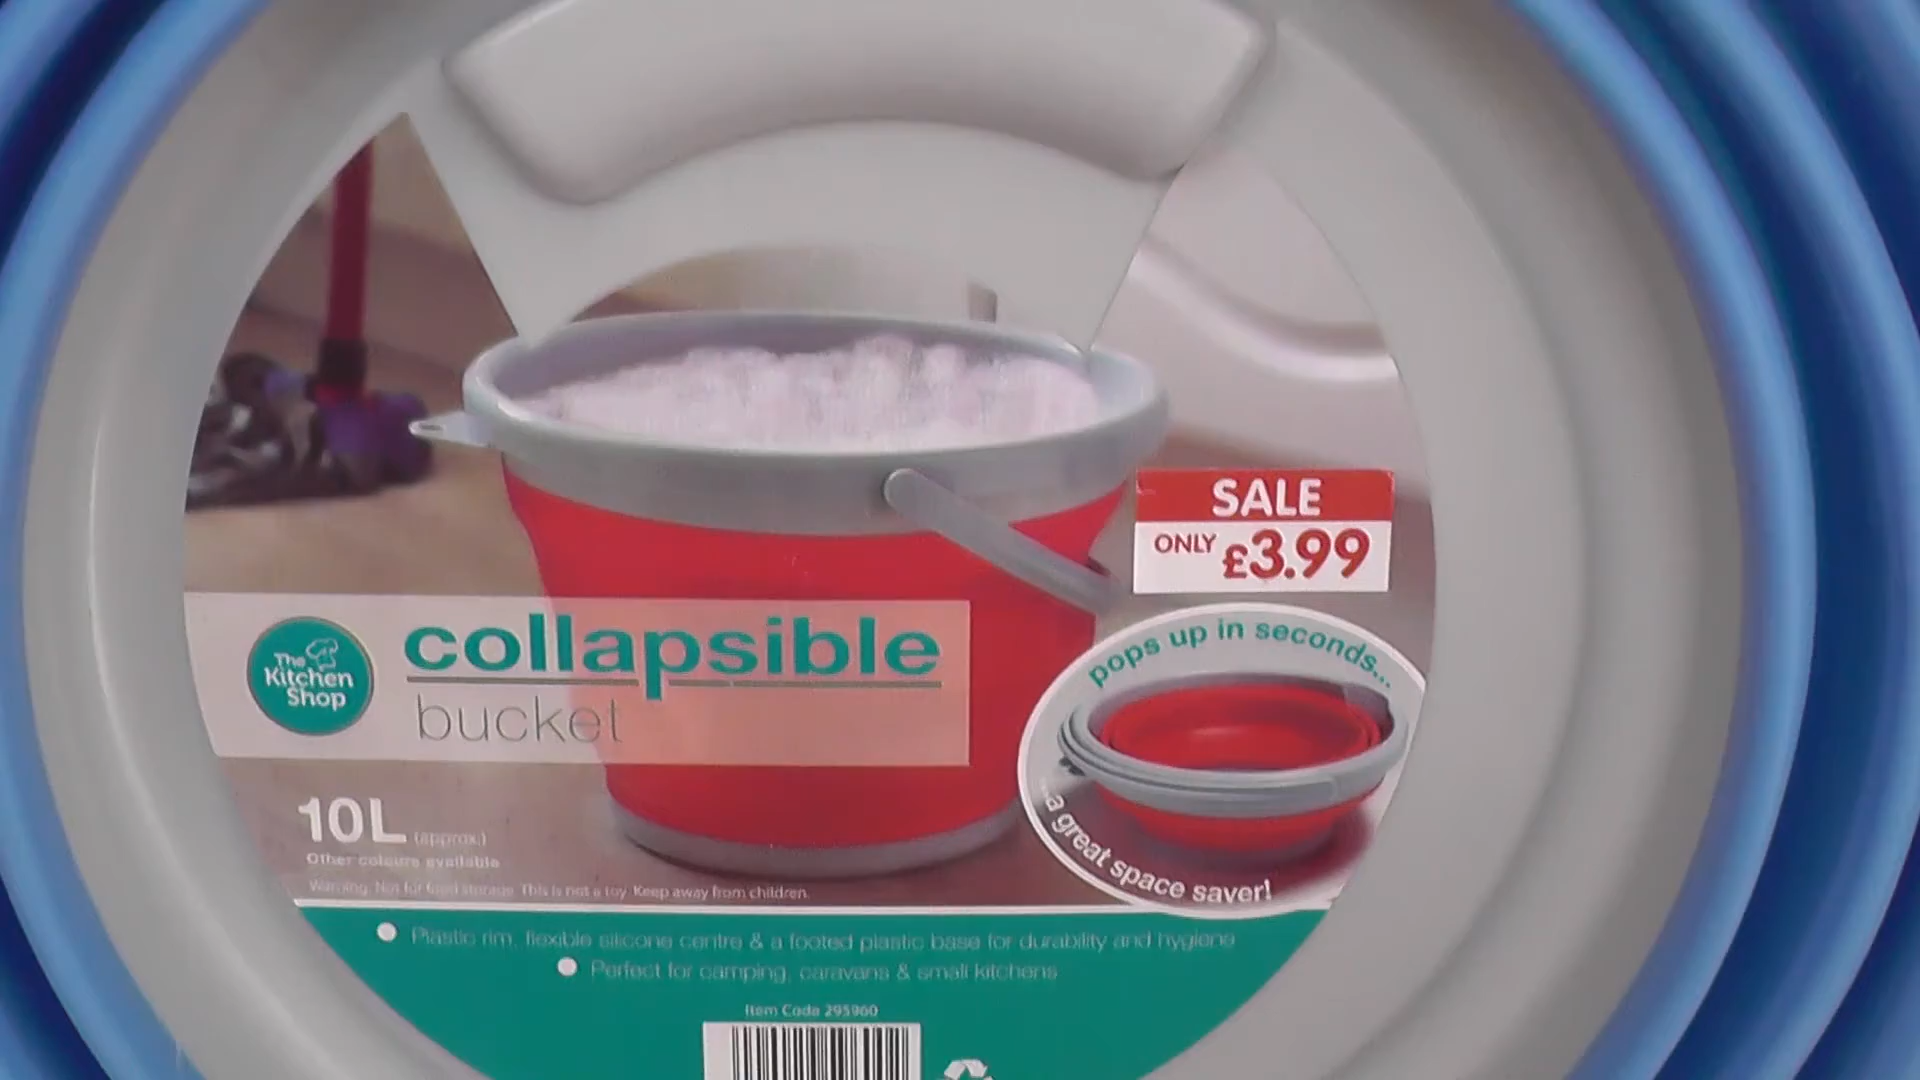 SALE
ONLY £3.99
The
Kitchen
Shop
collapsible
bucket
pops up in seconds...
...a great space saver!
10L (approx.)
Other colours available
Warning: Not for food storage. This is not a toy. Keep away from children.
Plastic rim, flexible silicone centre & a footed plastic base for durability and hygiene
Perfect for camping, caravans & small kitchens
Item Code 295960